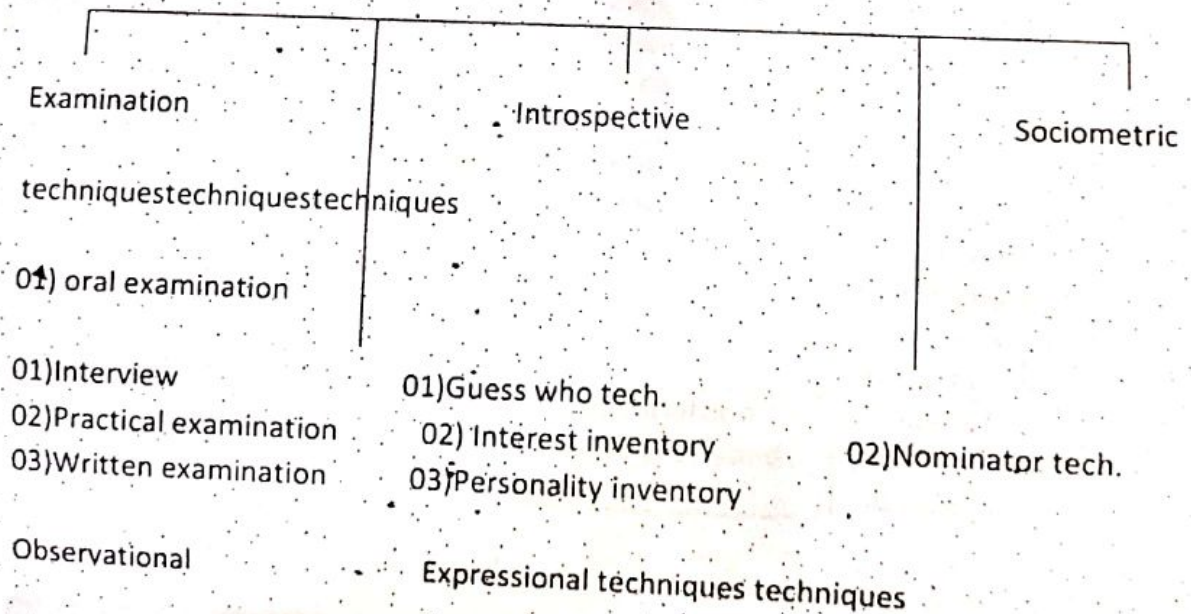 Examination Introspective Sociometric
techniquestechniquestechniques
01) oral examination
01)Interview 01)Guess who tech.
02)Practical examination 02) Interest inventory 02)Nominator tech.
03)Written examination 03)Personality inventory
Observational Expressional techniques techniques